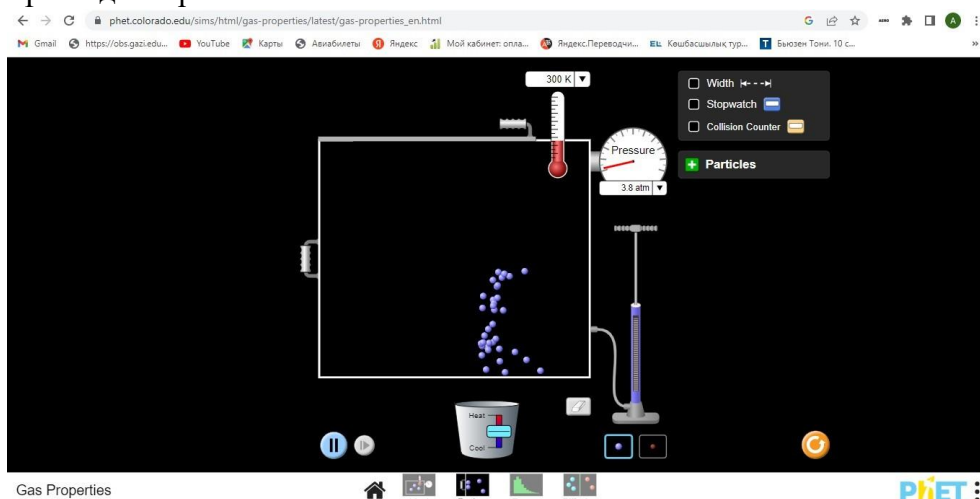 phet.colorado.edu/sims/html/gas-properties/latest/gas-properties_en.html
G A
Gmail https://obs.gazi.edu... YouTube Карты Авиабилеты Яндекс Мой кабинет: опла... Яндекс.Переводчи... EL Көшбасшылық тур... T Бьюзен Тони. 10 с... »
300 K
Width
Stopwatch
Collision Counter
Pressure
Particles
3.8 atm
Heat
Cool
Gas Properties
PhET